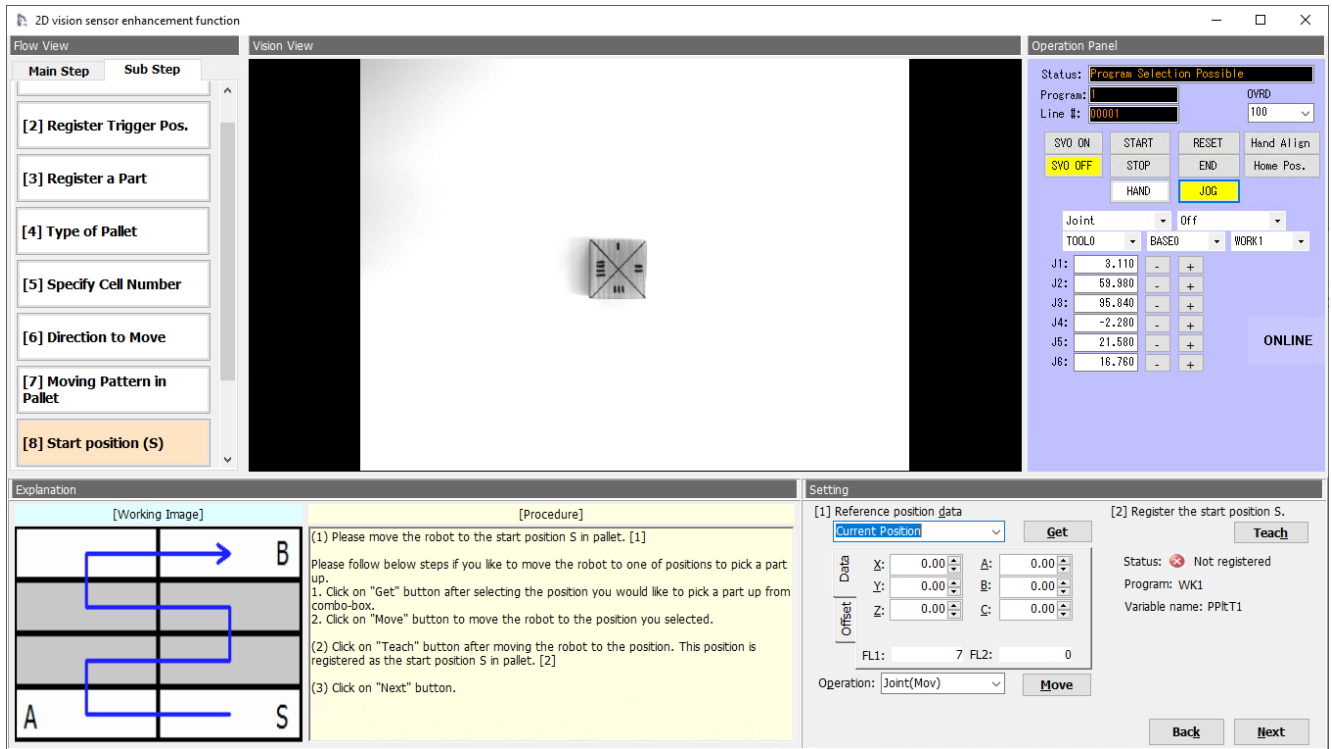 2D vision sensor enhancement function
Flow View
Main Step Sub Step
[2] Register Trigger Pos.
[3] Register a Part
[4] Type of Pallet
[5] Specify Cell Number
[6] Direction to Move
[7] Moving Pattern in
Pallet
[8] Start position (S)
Vision View
Operation Panel
Status: Program Selection Possible
Program: 1 OVRD
Line #: 00001 100
SVO ON START RESET Hand Align
SVO OFF STOP END Home Pos.
HAND JOG
Joint Off
TOOL0 BASE0 WORK1
J1: 3.110 - +
J2: 59.980 - +
J3: 95.840 - +
J4: -2.280 - +
J5: 21.580 - +
J6: 16.760 - +
ONLINE
Explanation
[Working Image]
B
A S
[Procedure]
(1) Please move the robot to the start position S in pallet. [1]
Please follow below steps if you like to move the robot to one of positions to pick a part
up.
1. Click on "Get" button after selecting the position you would like to pick a part up from
combo-box.
2. Click on "Move" button to move the robot to the position you selected.
(2) Click on "Teach" button after moving the robot to the position. This position is
registered as the start position S in pallet. [2]
(3) Click on "Next" button.
Setting
[1] Reference position data
Current Position Get
Data
Offset
X: 0.00 A: 0.00
Y: 0.00 B: 0.00
Z: 0.00 C: 0.00
FL1: 7 FL2: 0
Operation: Joint(Mov) Move
[2] Register the start position S.
Teach
Status: Not registered
Program: WK1
Variable name: PPltT1
Back Next